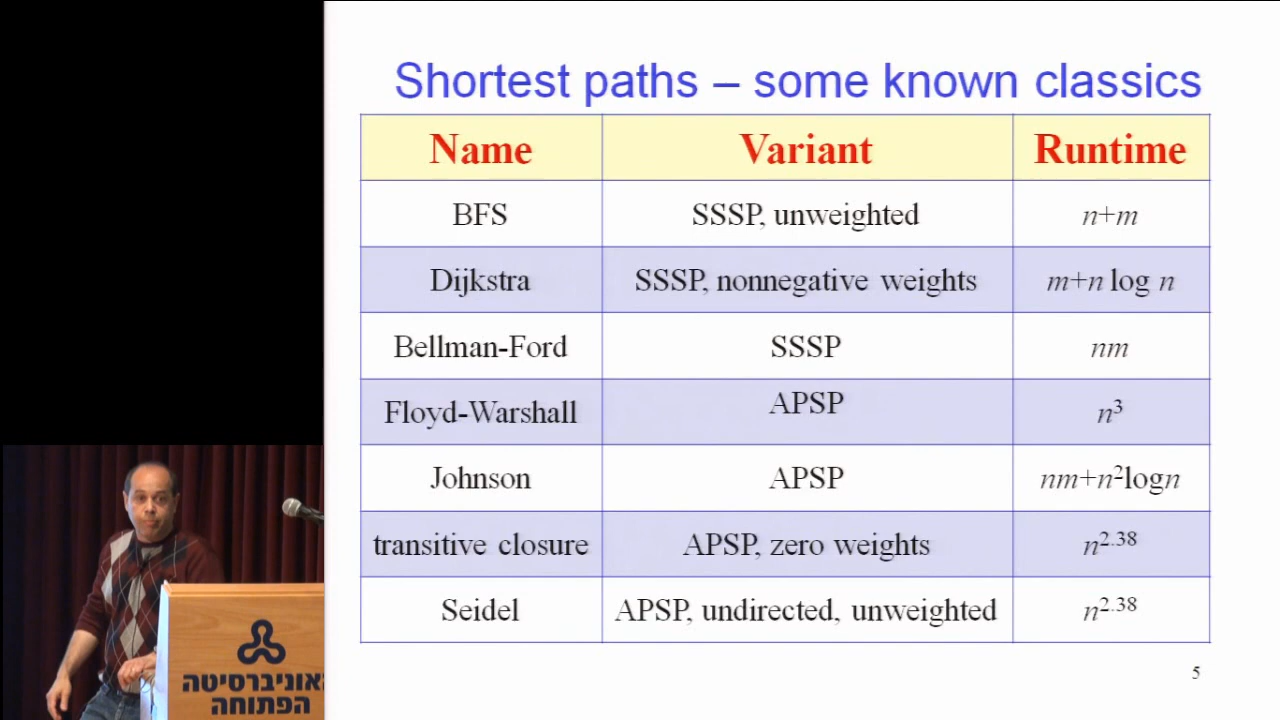 Shortest paths – some known classics
Name Variant Runtime
BFS SSSP, unweighted n+m
Dijkstra SSSP, nonnegative weights m+n log n
Bellman-Ford SSSP nm
Floyd-Warshall APSP n³
Johnson APSP nm+n²logn
transitive closure APSP, zero weights n^2.38
Seidel APSP, undirected, unweighted n^2.38
5
האוניברסיטה
הפתוחה